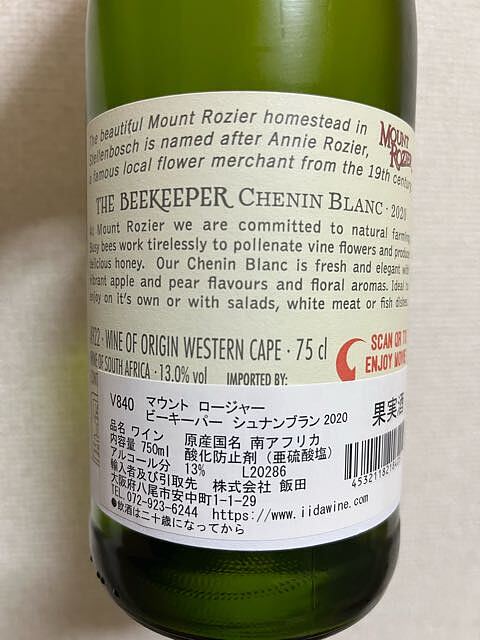 The beautiful Mount Rozier homestead in
Stellenbosch is named after Annie Rozier,
a famous local flower merchant from the 19th century.
MOUNT
ROZIER
THE BEEKEEPER CHENIN BLANC · 2020
At Mount Rozier we are committed to natural farming.
Busy bees work tirelessly to pollenate vine flowers and produce
delicious honey. Our Chenin Blanc is fresh and elegant with
vibrant apple and pear flavours and floral aromas. Ideal to
enjoy on it's own or with salads, white meat or fish dishes.
WINE OF ORIGIN WESTERN CAPE · 75 cl
WINE OF SOUTH AFRICA · 13.0% vol
IMPORTED BY:
SCAN QR TO
ENJOY MORE
V840 マウント ロージャー
ビーキーパー シュナンブラン 2020
果実酒
品名 ワイン 原産国名 南アフリカ
内容量 750ml 酸化防止剤（亜硫酸塩）
アルコール分 13% L20286
輸入者及び引取先 株式会社 飯田
大阪府八尾市安中町1-1-29
TEL 072-923-6244 https://www.iidawine.com
●飲酒は二十歳になってから